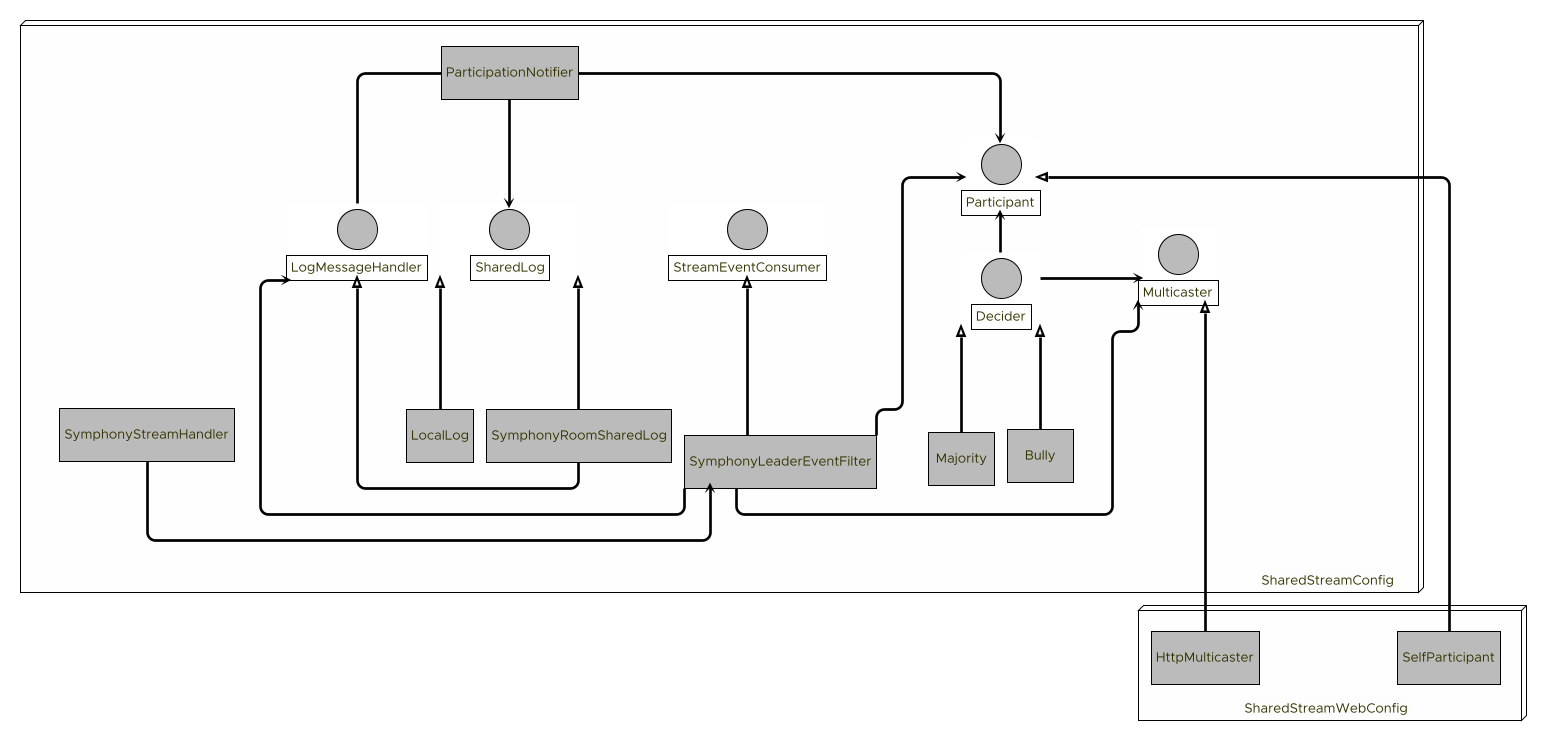 ParticipationNotifier
Participant
LogMessageHandler
SharedLog
StreamEventConsumer
Multicaster
Decider
SymphonyStreamHandler
LocalLog
SymphonyRoomSharedLog
SymphonyLeaderEventFilter
Majority
Bully
SharedStreamConfig
HttpMulticaster
SelfParticipant
SharedStreamWebConfig